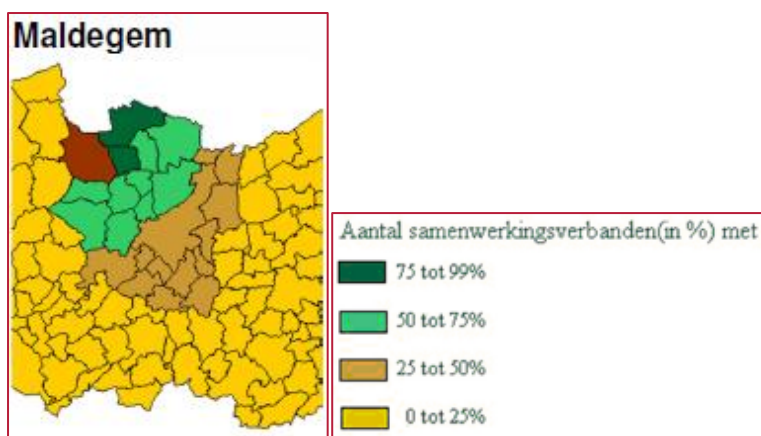 Maldegem
Aantal samenwerkingsverbanden(in %) met
75 tot 99%
50 tot 75%
25 tot 50%
0 tot 25%